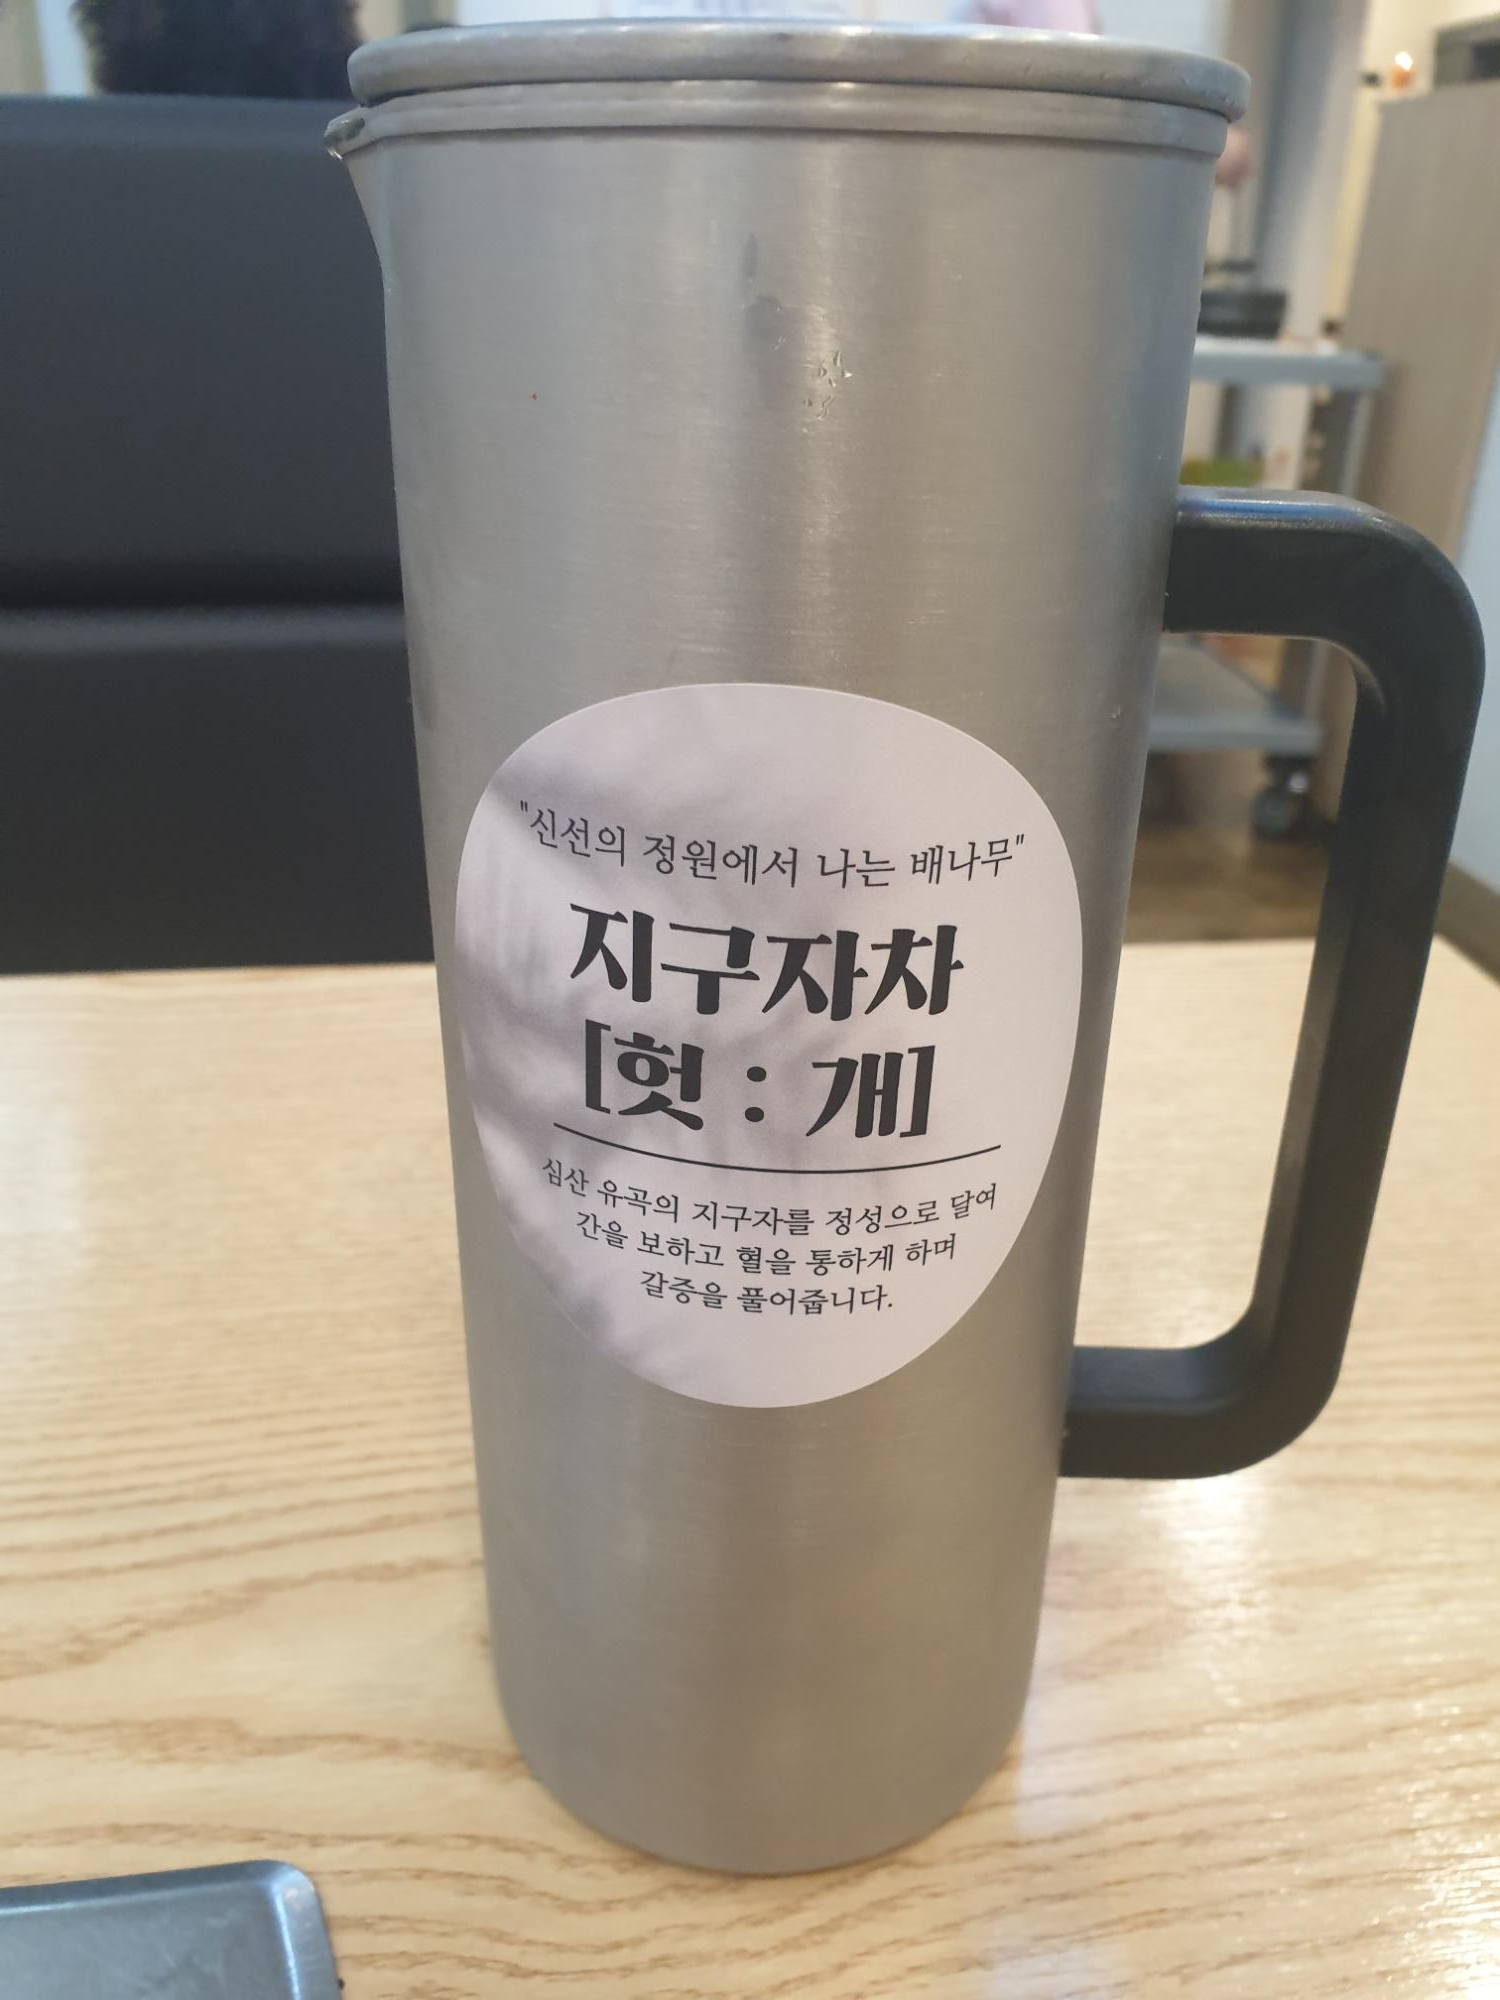 "신선의 정원에서 나는 배나무"
지구자차
[헛 : 개]
심산 유곡의 지구자를 정성으로 달여
간을 보하고 혈을 통하게 하며
갈증을 풀어줍니다.